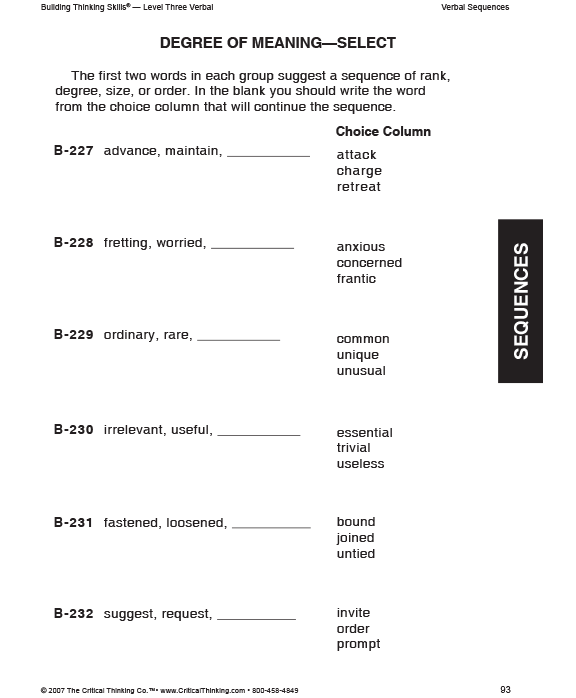 Building Thinking Skills® — Level Three Verbal
Verbal Sequences
DEGREE OF MEANING—SELECT
The first two words in each group suggest a sequence of rank,
degree, size, or order. In the blank you should write the word
from the choice column that will continue the sequence.
Choice Column
B-227 advance, maintain, ___________
attack
charge
retreat
B-228 fretting, worried, ___________
anxious
concerned
frantic
B-229 ordinary, rare, ___________
common
unique
unusual
B-230 irrelevant, useful, ___________
essential
trivial
useless
B-231 fastened, loosened, ___________
bound
joined
untied
B-232 suggest, request, ___________
invite
order
prompt
SEQUENCES
© 2007 The Critical Thinking Co.™• www.CriticalThinking.com • 800-458-4849
93